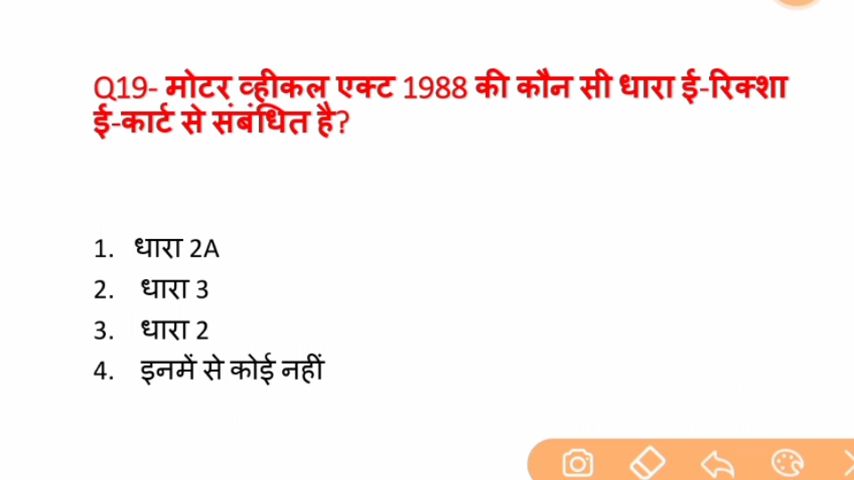 Q19- मोटर व्हीकल एक्ट 1988 की कौन सी धारा ई-रिक्शा
ई-कार्ट से संबंधित है?
1. धारा 2A
2. धारा 3
3. धारा 2
4. इनमें से कोई नहीं